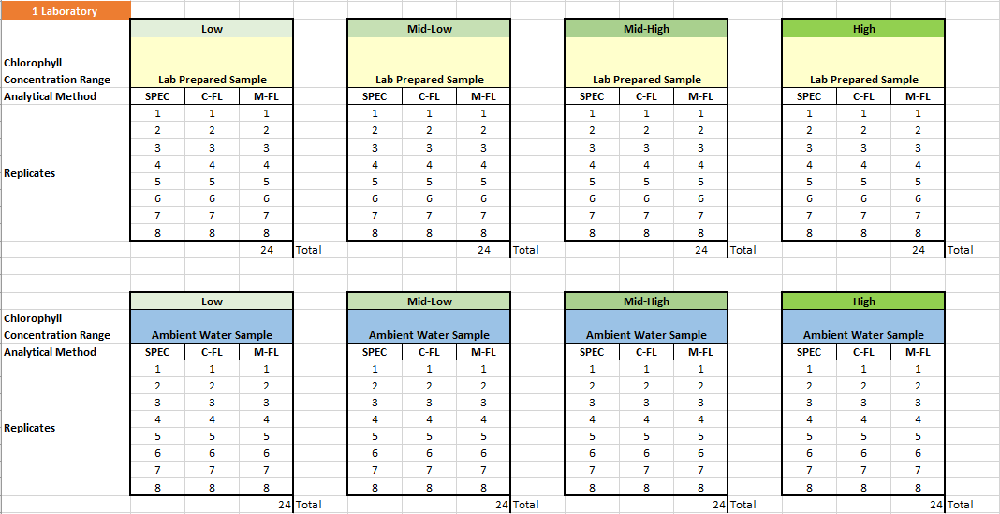 1 Laboratory
Low Mid-Low Mid-High High
Chlorophyll
Concentration Range Lab Prepared Sample Lab Prepared Sample Lab Prepared Sample Lab Prepared Sample
Analytical Method SPEC C-FL M-FL SPEC C-FL M-FL SPEC C-FL M-FL SPEC C-FL M-FL
1 1 1 1 1 1 1 1 1 1 1 1
2 2 2 2 2 2 2 2 2 2 2 2
3 3 3 3 3 3 3 3 3 3 3 3
4 4 4 4 4 4 4 4 4 4 4 4
Replicates
5 5 5 5 5 5 5 5 5 5 5 5
6 6 6 6 6 6 6 6 6 6 6 6
7 7 7 7 7 7 7 7 7 7 7 7
8 8 8 8 8 8 8 8 8 8 8 8
24 Total 24 Total 24 Total 24 Total
Low Mid-Low Mid-High High
Chlorophyll
Concentration Range Ambient Water Sample Ambient Water Sample Ambient Water Sample Ambient Water Sample
Analytical Method SPEC C-FL M-FL SPEC C-FL M-FL SPEC C-FL M-FL SPEC C-FL M-FL
1 1 1 1 1 1 1 1 1 1 1 1
2 2 2 2 2 2 2 2 2 2 2 2
3 3 3 3 3 3 3 3 3 3 3 3
4 4 4 4 4 4 4 4 4 4 4 4
Replicates
5 5 5 5 5 5 5 5 5 5 5 5
6 6 6 6 6 6 6 6 6 6 6 6
7 7 7 7 7 7 7 7 7 7 7 7
8 8 8 8 8 8 8 8 8 8 8 8
24 Total 24 Total 24 Total 24 Total